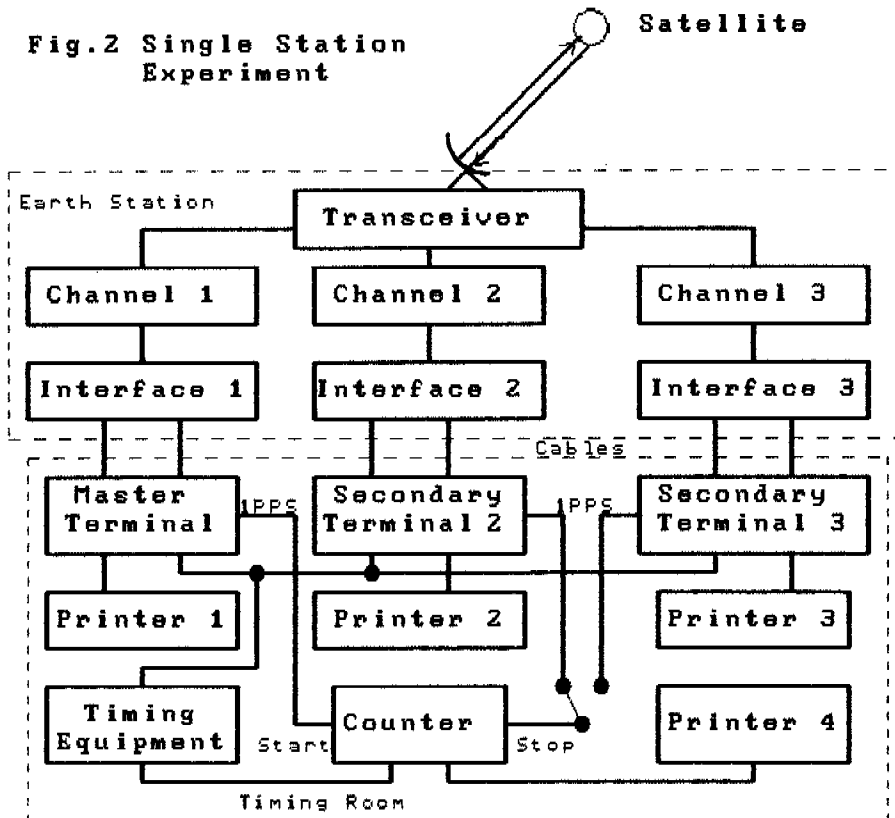 Fig.2 Single Station
Experiment
Satellite
Earth Station
Transceiver
Channel 1
Channel 2
Channel 3
Interface 1
Interface 2
Interface 3
Cables
Master
Terminal
1PPS
Secondary
Terminal 2
1PPS
Secondary
Terminal 3
Printer 1
Printer 2
Printer 3
Timing
Equipment
Start
Counter
Stop
Printer 4
Timing Room